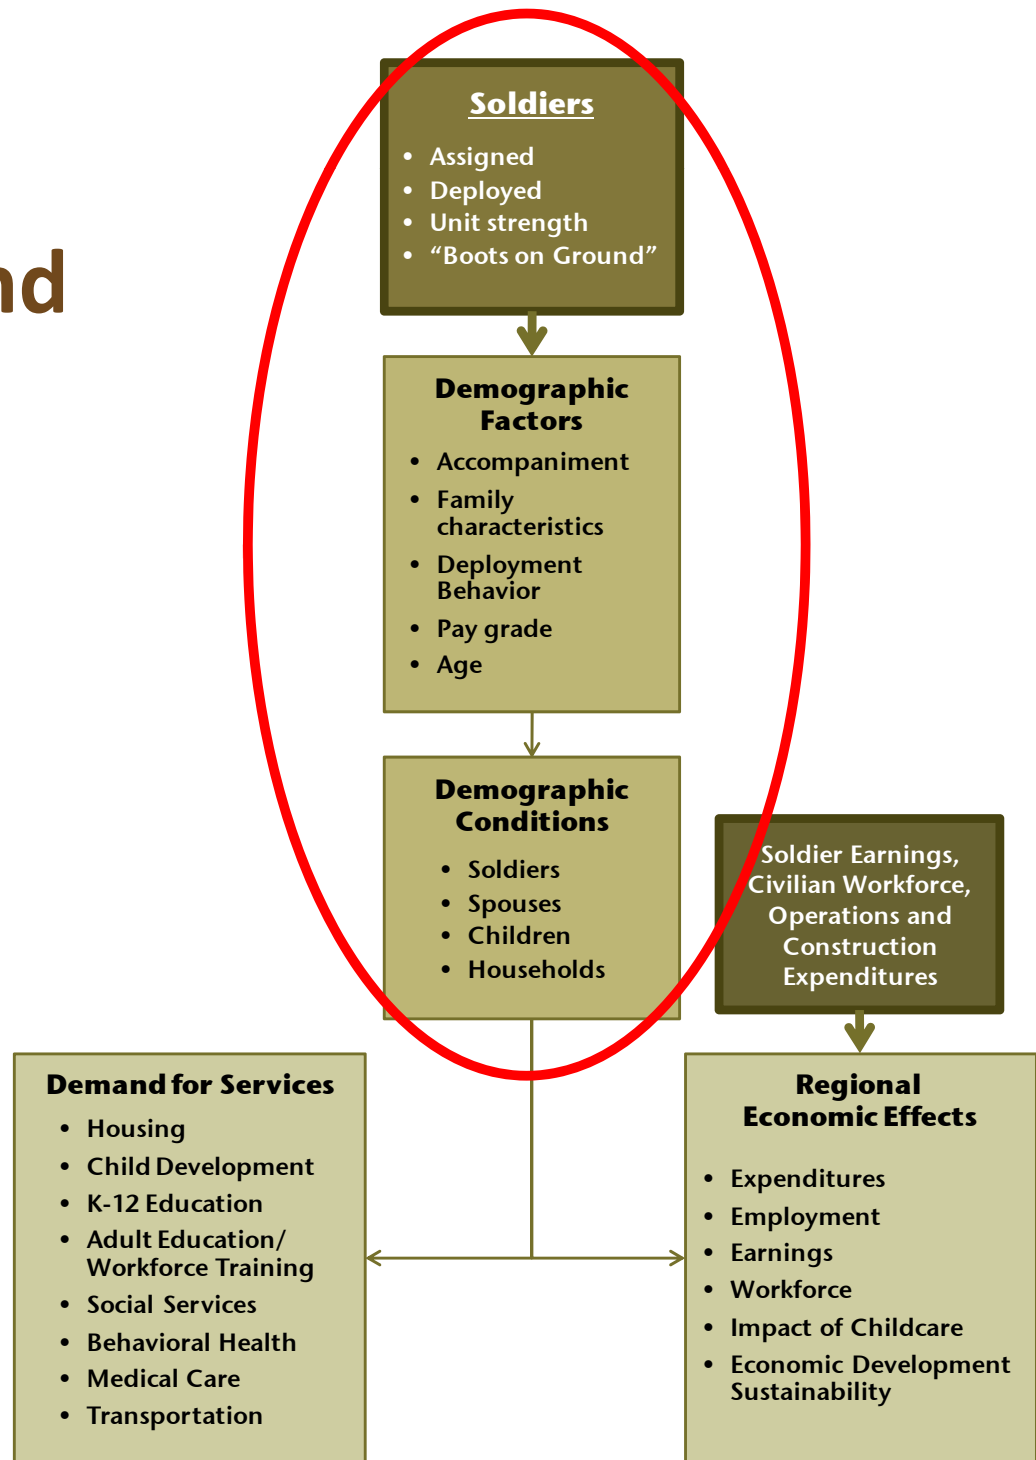 Soldiers
• Assigned
• Deployed
• Unit strength
• “Boots on Ground”
nd
Demographic
Factors
• Accompaniment
• Family
characteristics
• Deployment
Behavior
• Pay grade
• Age
Demographic
Conditions
• Soldiers
• Spouses
• Children
• Households
Soldier Earnings,
Civilian Workforce,
Operations and
Construction
Expenditures
Demand for Services
• Housing
• Child Development
• K-12 Education
• Adult Education/
Workforce Training
• Social Services
• Behavioral Health
• Medical Care
• Transportation
Regional
Economic Effects
• Expenditures
• Employment
• Earnings
• Workforce
• Impact of Childcare
• Economic Development
Sustainability